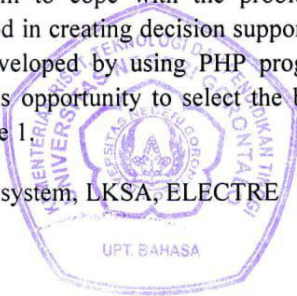 m to cope with the proble
d in creating decision suppor
eveloped by using PHP prog
s opportunity to select the b
e 1.
system, LKSA, ELECTRE
UPT. BAHASA